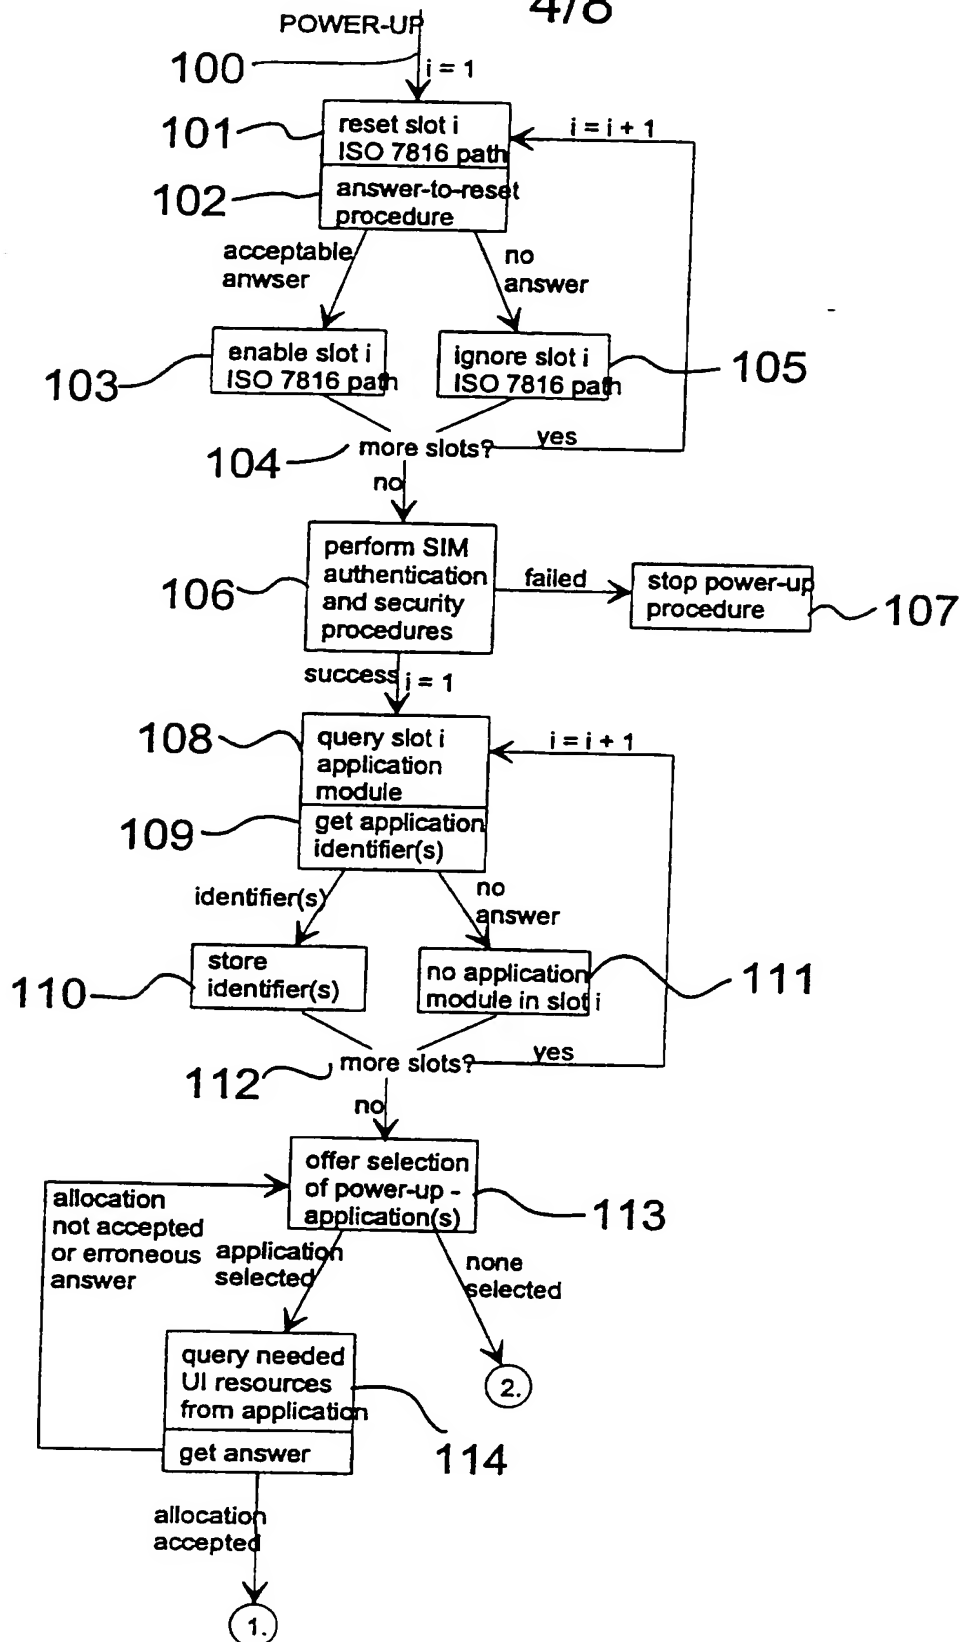 4/8
POWER-UP
100
i = 1
101
reset slot i
ISO 7816 path
i = i + 1
102
answer-to-reset
procedure
acceptable
anwser
no
answer
103
enable slot i
ISO 7816 path
ignore slot i
ISO 7816 path
105
104
more slots?
yes
no
106
perform SIM
authentication
and security
procedures
failed
stop power-up
procedure
107
success
i = 1
108
query slot i
application
module
i = i + 1
109
get application
identifier(s)
identifier(s)
no
answer
110
store
identifier(s)
no application
module in slot i
111
112
more slots?
yes
no
offer selection
of power-up -
application(s)
113
allocation
not accepted
or erroneous
answer
application
selected
none
selected
query needed
UI resources
from application
2.
get answer
114
allocation
accepted
1.